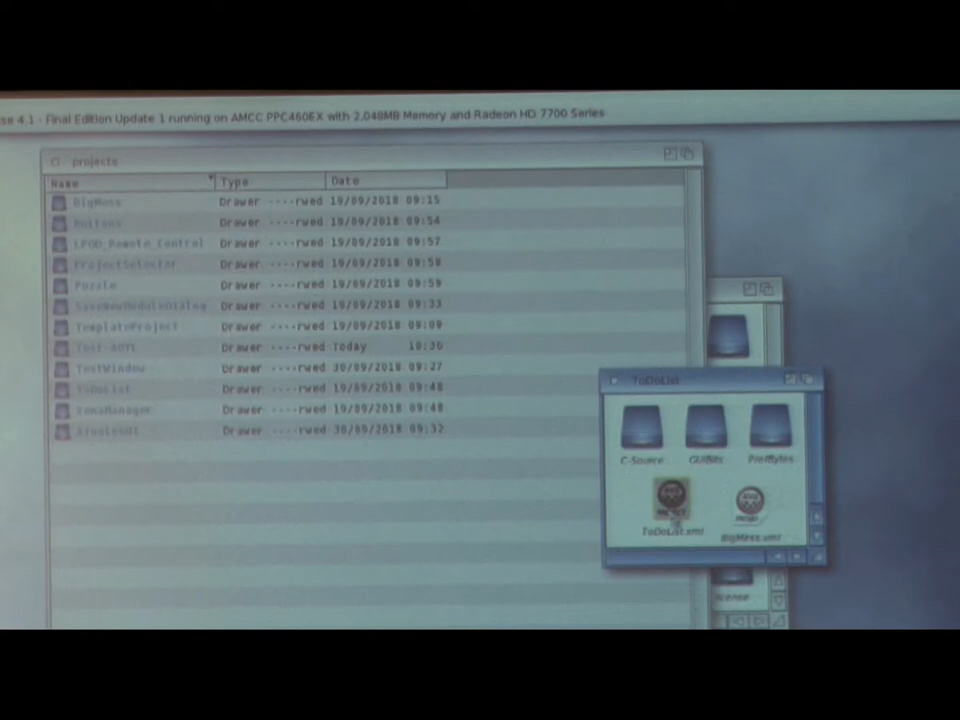 se 4.1 - Final Edition Update 1 running on AMCC PPC460EX with 2,048MB Memory and Radeon HD 7700 Series
projects
Name Type Date
BigMess Drawer ----rwed 19/09/2018 09:15
Buttons Drawer ----rwed 19/09/2018 09:54
LPOD_Remote_Control Drawer ----rwed 19/09/2018 09:57
ProjectSelector Drawer ----rwed 19/09/2018 09:58
Puzzle Drawer ----rwed 19/09/2018 09:59
SaveNewModuleDialog Drawer ----rwed 19/09/2018 09:33
TemplateProject Drawer ----rwed 19/09/2018 09:09
Drawer ----rwed Today 10:30
TestWindow Drawer ----rwed 30/09/2018 09:27
ToDoList Drawer ----rwed 19/09/2018 09:48
XenaManager Drawer ----rwed 19/09/2018 09:48
Drawer ----rwed 30/09/2018 09:32
ToDoList
C-Source GUIBits PrefBytes
ToDoList.xml BigMess.xml
icense